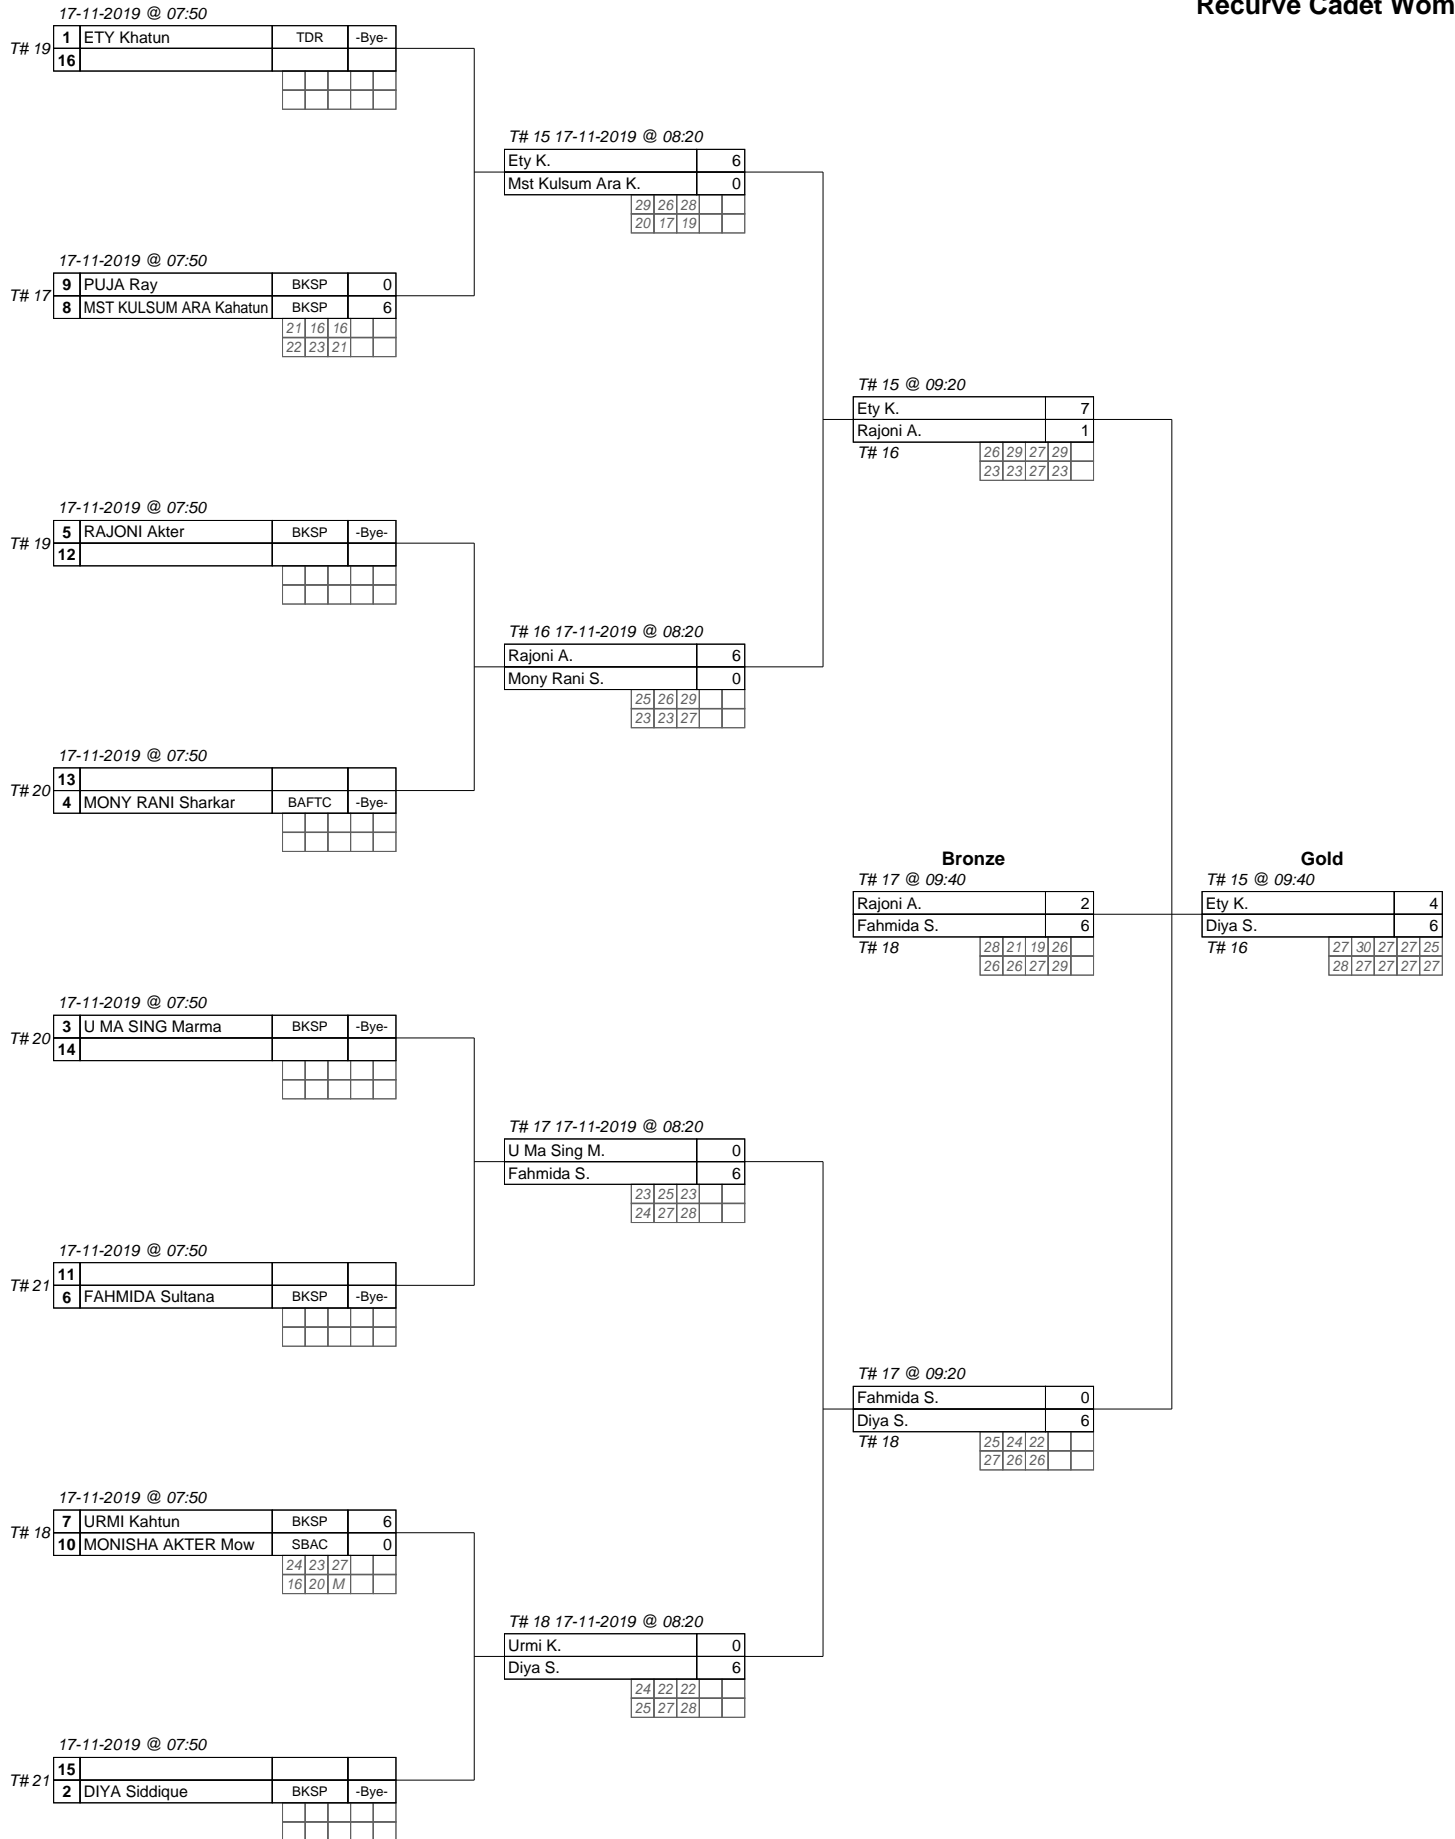 Recurve Cadet Wom
17-11-2019 @ 07:50
T# 19
1 ETY Khatun TDR -Bye-
16
T# 15 17-11-2019 @ 08:20
Ety K. 6
Mst Kulsum Ara K. 0
29 26 28
20 17 19
17-11-2019 @ 07:50
T# 17
9 PUJA Ray BKSP 0
8 MST KULSUM ARA Kahatun BKSP 6
21 16 16
22 23 21
T# 15 @ 09:20
Ety K. 7
Rajoni A. 1
T# 16 26 29 27 29
23 23 27 23
17-11-2019 @ 07:50
T# 19
5 RAJONI Akter BKSP -Bye-
12
T# 16 17-11-2019 @ 08:20
Rajoni A. 6
Mony Rani S. 0
25 26 29
23 23 27
17-11-2019 @ 07:50
T# 20
13
4 MONY RANI Sharkar BAFTC -Bye-
Bronze
T# 17 @ 09:40
Rajoni A. 2
Fahmida S. 6
T# 18 28 21 19 26
26 26 27 29
Gold
T# 15 @ 09:40
Ety K. 4
Diya S. 6
T# 16 27 30 27 27 25
28 27 27 27 27
17-11-2019 @ 07:50
T# 20
3 U MA SING Marma BKSP -Bye-
14
T# 17 17-11-2019 @ 08:20
U Ma Sing M. 0
Fahmida S. 6
23 25 23
24 27 28
17-11-2019 @ 07:50
T# 21
11
6 FAHMIDA Sultana BKSP -Bye-
T# 17 @ 09:20
Fahmida S. 0
Diya S. 6
T# 18 25 24 22
27 26 26
17-11-2019 @ 07:50
T# 18
7 URMI Kahtun BKSP 6
10 MONISHA AKTER Mow SBAC 0
24 23 27
16 20 M
T# 18 17-11-2019 @ 08:20
Urmi K. 0
Diya S. 6
24 22 22
25 27 28
17-11-2019 @ 07:50
T# 21
15
2 DIYA Siddique BKSP -Bye-